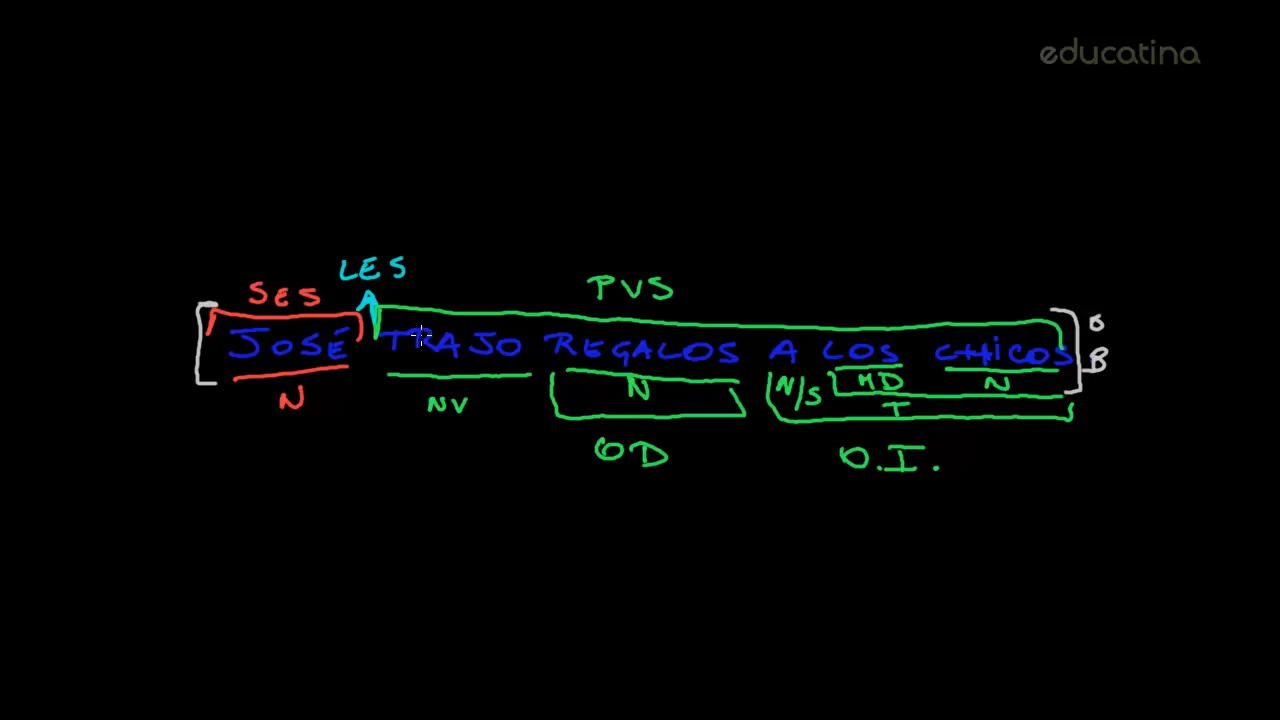 educatina
LES
SES PVS
JOSÉ TRAJO REGALOS A LOS CHICOS O
B
N NV N N/S MD N
T
OD O.I.